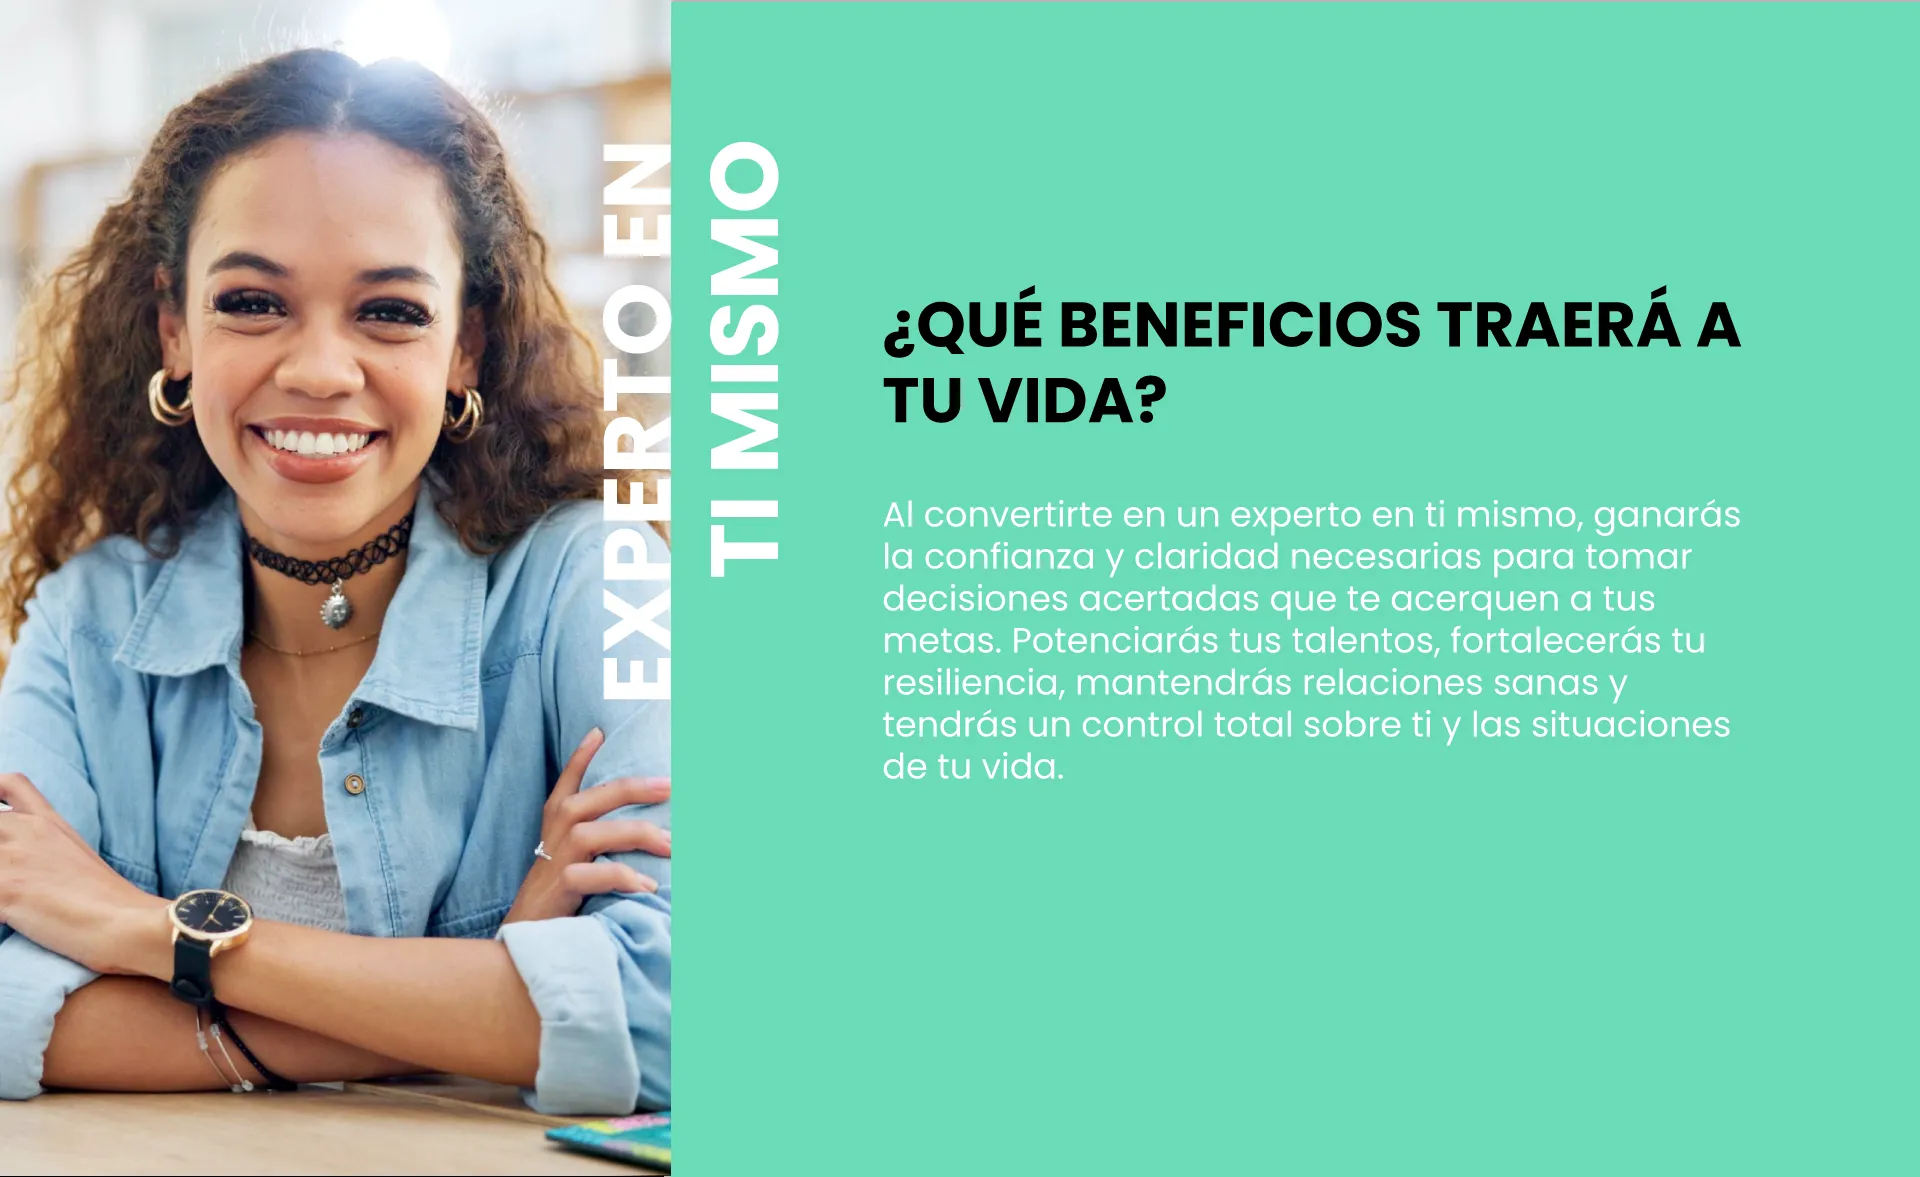 EXPERTO EN
TI MISMO
¿QUÉ BENEFICIOS TRAERÁ A
TU VIDA?
Al convertirte en un experto en ti mismo, ganarás
la confianza y claridad necesarias para tomar
decisiones acertadas que te acerquen a tus
metas. Potenciarás tus talentos, fortalecerás tu
resiliencia, mantendrás relaciones sanas y
tendrás un control total sobre ti y las situaciones
de tu vida.